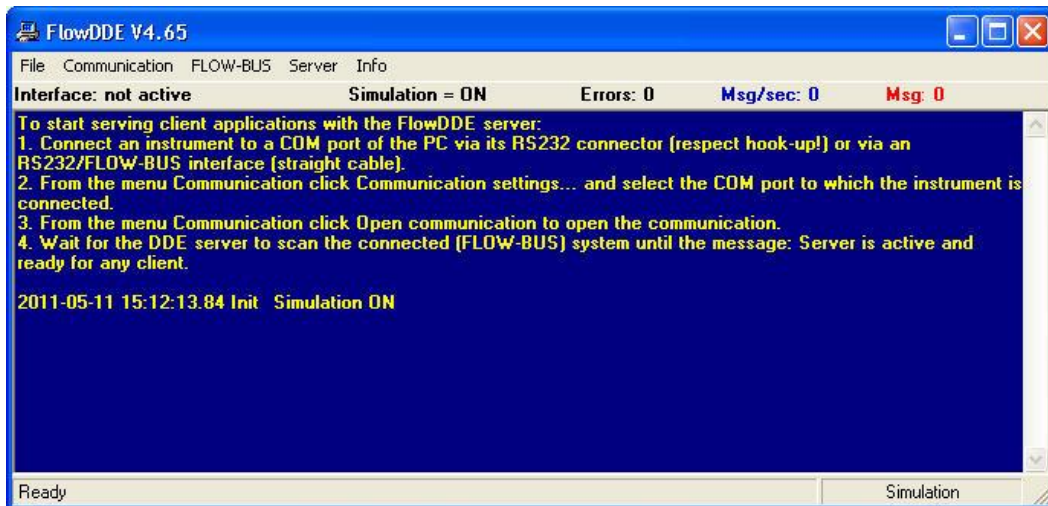 FlowDDE V4.65
File Communication FLOW-BUS Server Info
Interface: not active Simulation = ON Errors: 0 Msg/sec: 0 Msg: 0
To start serving client applications with the FlowDDE server:
1. Connect an instrument to a COM port of the PC via its RS232 connector (respect hook-up!) or via an
RS232/FLOW-BUS interface (straight cable).
2. From the menu Communication click Communication settings... and select the COM port to which the instrument is
connected.
3. From the menu Communication click Open communication to open the communication.
4. Wait for the DDE server to scan the connected (FLOW-BUS) system until the message: Server is active and
ready for any client.
2011-05-11 15:12:13.84 Init Simulation ON
Ready Simulation